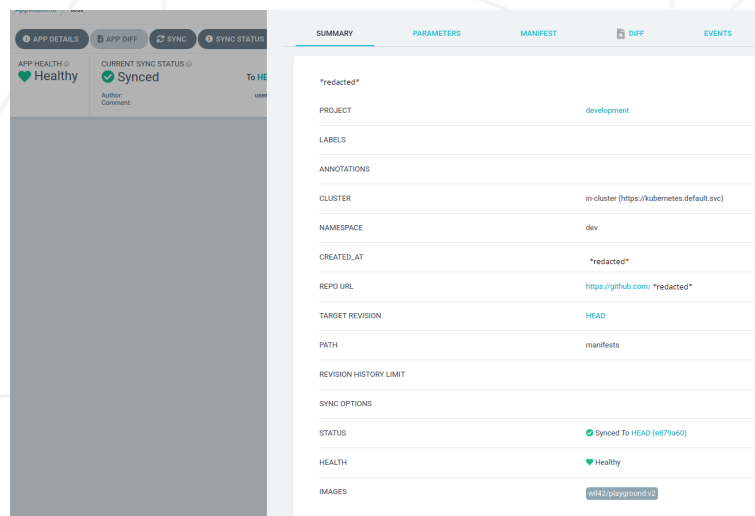 Applications / test
APP DETAILS APP DIFF SYNC SYNC STATUS
APP HEALTH
Healthy
CURRENT SYNC STATUS
Synced
To HE
Author: user
Comment:
SUMMARY PARAMETERS MANIFEST DIFF EVENTS
*redacted*
PROJECT development
LABELS
ANNOTATIONS
CLUSTER in-cluster (https://kubernetes.default.svc)
NAMESPACE dev
CREATED_AT *redacted*
REPO URL https://github.com/ *redacted*
TARGET REVISION HEAD
PATH manifests
REVISION HISTORY LIMIT
SYNC OPTIONS
STATUS Synced To HEAD (e879a60)
HEALTH Healthy
IMAGES wil42/playground:v2